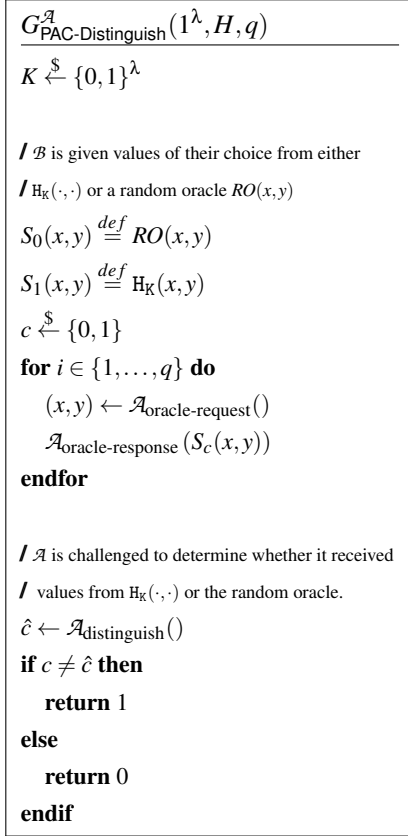 G^𝒜_PAC-Distinguish(1^λ, H, q)
K ←$ {0,1}^λ
/ ℬ is given values of their choice from either
/ H_K(·,·) or a random oracle RO(x,y)
S_0(x,y) def= RO(x,y)
S_1(x,y) def= H_K(x,y)
c ←$ {0,1}
for i ∈ {1,…,q} do
(x,y) ← 𝒜_oracle-request()
𝒜_oracle-response (S_c(x,y))
endfor
/ 𝒜 is challenged to determine whether it received
/ values from H_K(·,·) or the random oracle.
ĉ ← 𝒜_distinguish()
if c ≠ ĉ then
return 1
else
return 0
endif